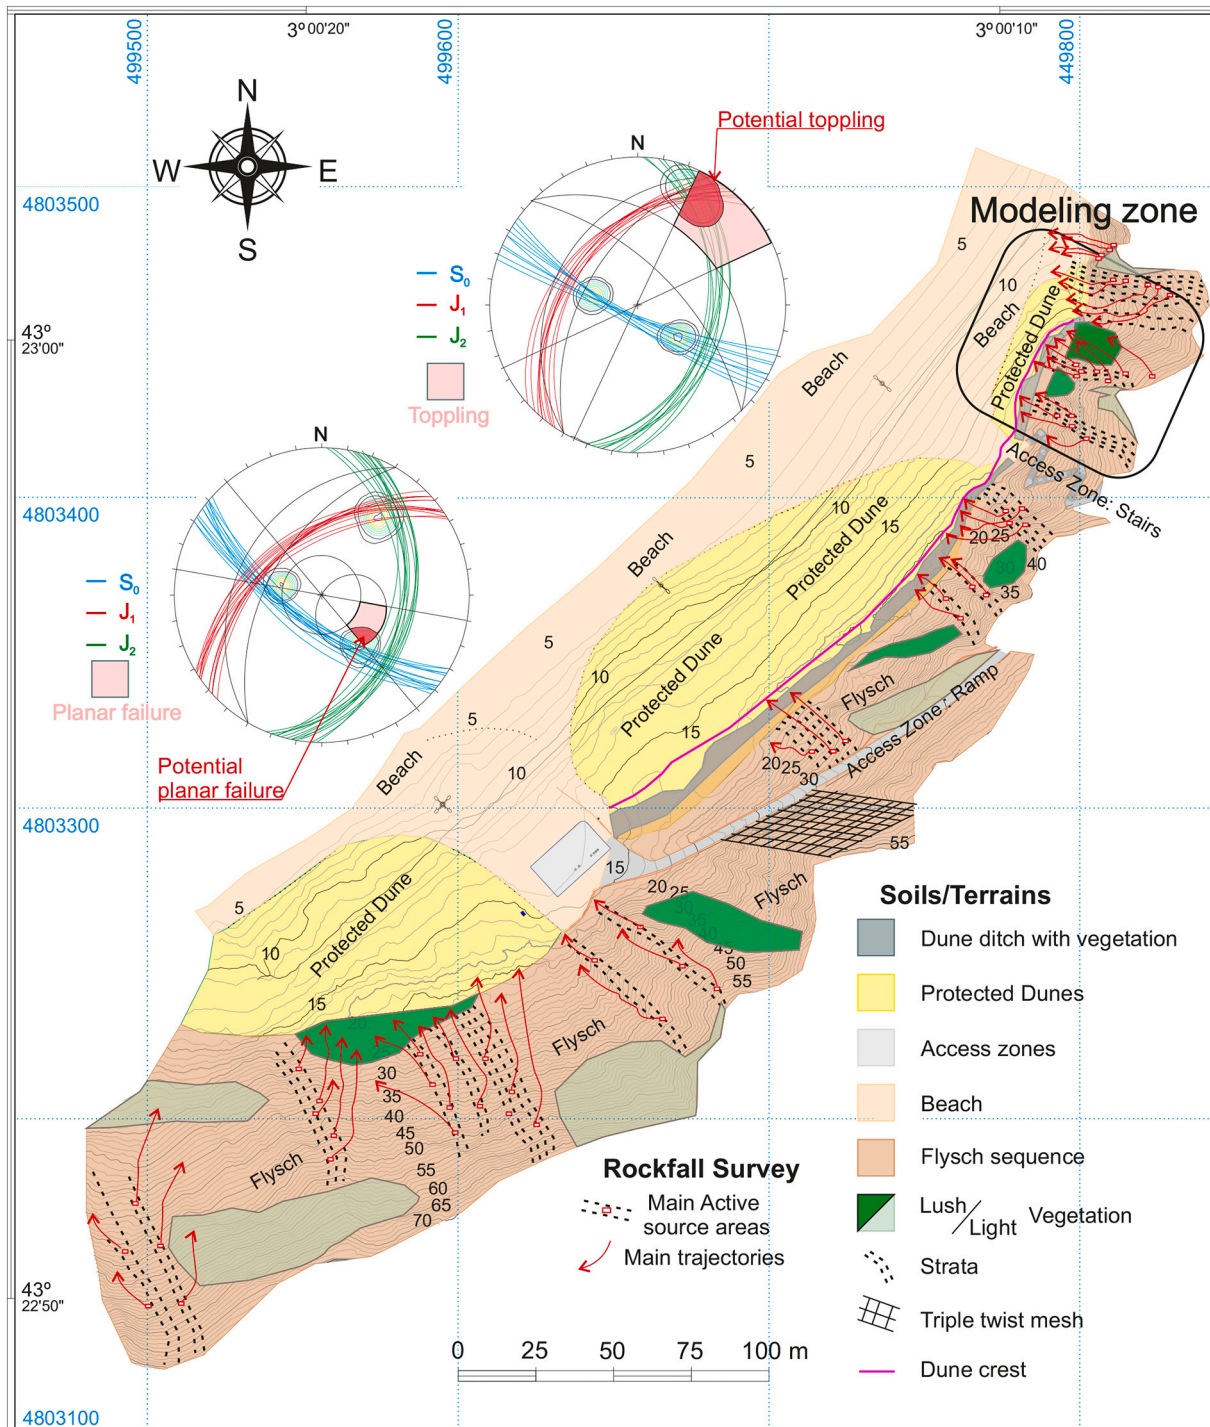 3º00'20"
3º00'10"
499500
499600
449800
N
W
E
S
4803500
Potential toppling
N
Modeling zone
S0
J1
J2
Toppling
43º
23'00"
5
10
Beach
Protected Dune
Beach
5
Access Zone: Stairs
4803400
N
10
15
Protected Dune
Beach
20
25
30
40
35
S0
J1
J2
Planar failure
5
10
Protected Dune
Flysch
Access Zone / Ramp
5
15
Beach
10
20
25
30
Potential
planar failure
4803300
55
15
20
25
30
35
40
45
50
55
Flysch
5
10
Protected Dune
15
20
25
30
35
40
45
50
55
60
65
70
Flysch
Flysch
Soils/Terrains
Dune ditch with vegetation
Protected Dunes
Access zones
Beach
Flysch sequence
Lush/Light Vegetation
Strata
Triple twist mesh
Dune crest
Rockfall Survey
Main Active
source areas
Main trajectories
43º
22'50"
0 25 50 75 100 m
4803100